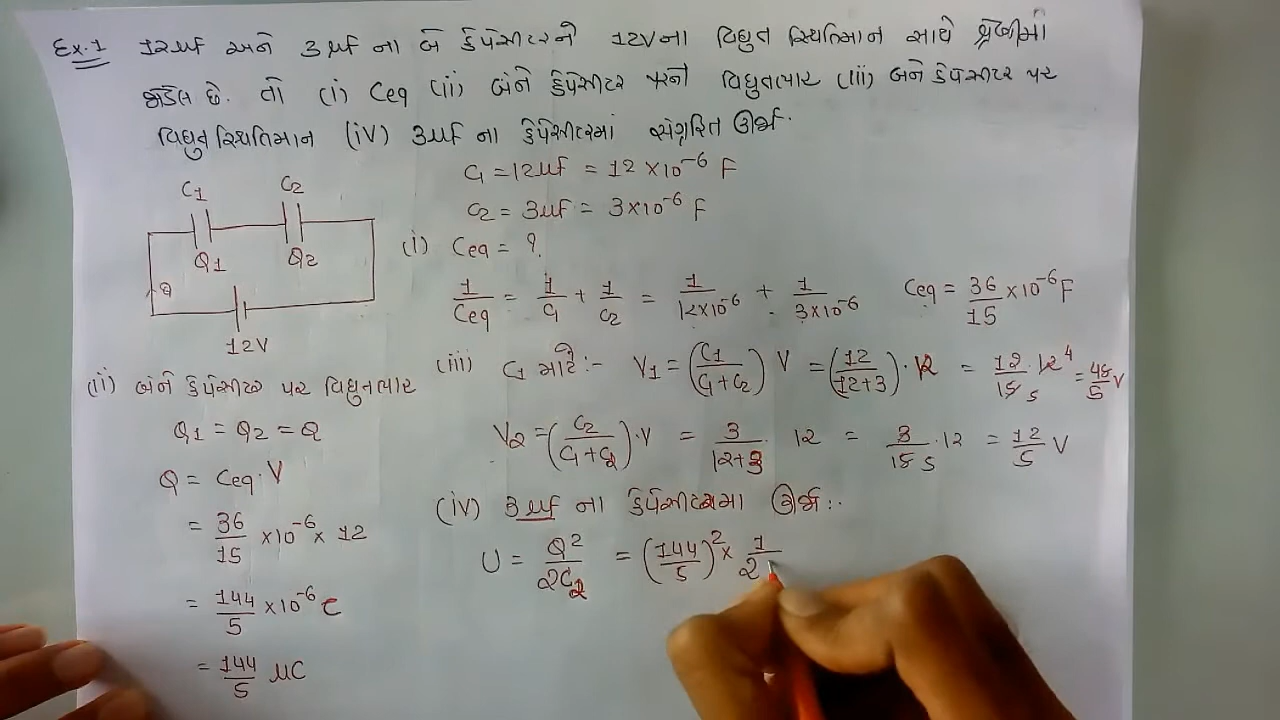 Ex.1 12μf અને 3μf ના બે કેપેસીટરને 12V ના વિદ્યુત સ્થિતિમાન સાથે શ્રેણીમાં
જોડેલ છે. તો (i) Ceq (ii) બંને કેપેસીટર પરનો વિદ્યુતભાર (iii) બંને કેપેસીટર પર
વિદ્યુત સ્થિતિમાન (iv) 3μf ના કેપેસીટરમાં સંગ્રહિત ઊર્જા.
C1 = 12μf = 12 × 10⁻⁶ F
C2 = 3μf = 3×10⁻⁶ F
C1 C2
Q1 Q2
Q
12V
(i) Ceq = ?
1/Ceq = 1/C1 + 1/C2 = 1/12×10⁻⁶ + 1/3×10⁻⁶ Ceq = 36/15 ×10⁻⁶ F
(ii) બંને કેપેસીટર પર વિદ્યુતભાર
Q1 = Q2 = Q
Q = Ceq · V
= 36/15 ×10⁻⁶ × 12
= 144/5 ×10⁻⁶ C
= 144/5 μC
(iii) C1 માટે :- V1 = (C1/C1+C2) V = (12/12+3) · 12 = 12/15 5 · 12 4 = 48/5 V
V2 = (C2/C1+C2) · V = 3/12+3 · 12 = 3/15 5 · 12 = 12/5 V
(iv) 3μf ના કેપેસીટરમાં ઊર્જા :.
U = Q²/2C2 = (144/5)² × 1/2